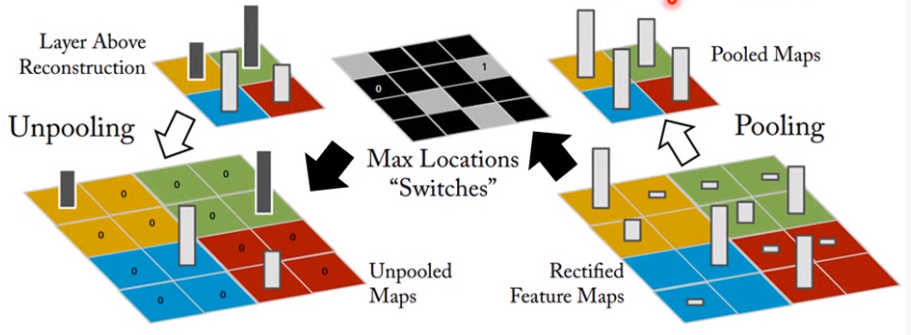 Layer Above
Reconstruction
Pooled Maps
Unpooling
Pooling
1
0
Max Locations
“Switches”
0
0
0
0
0
0
0
0
0
0
0
0
Unpooled
Maps
Rectified
Feature Maps